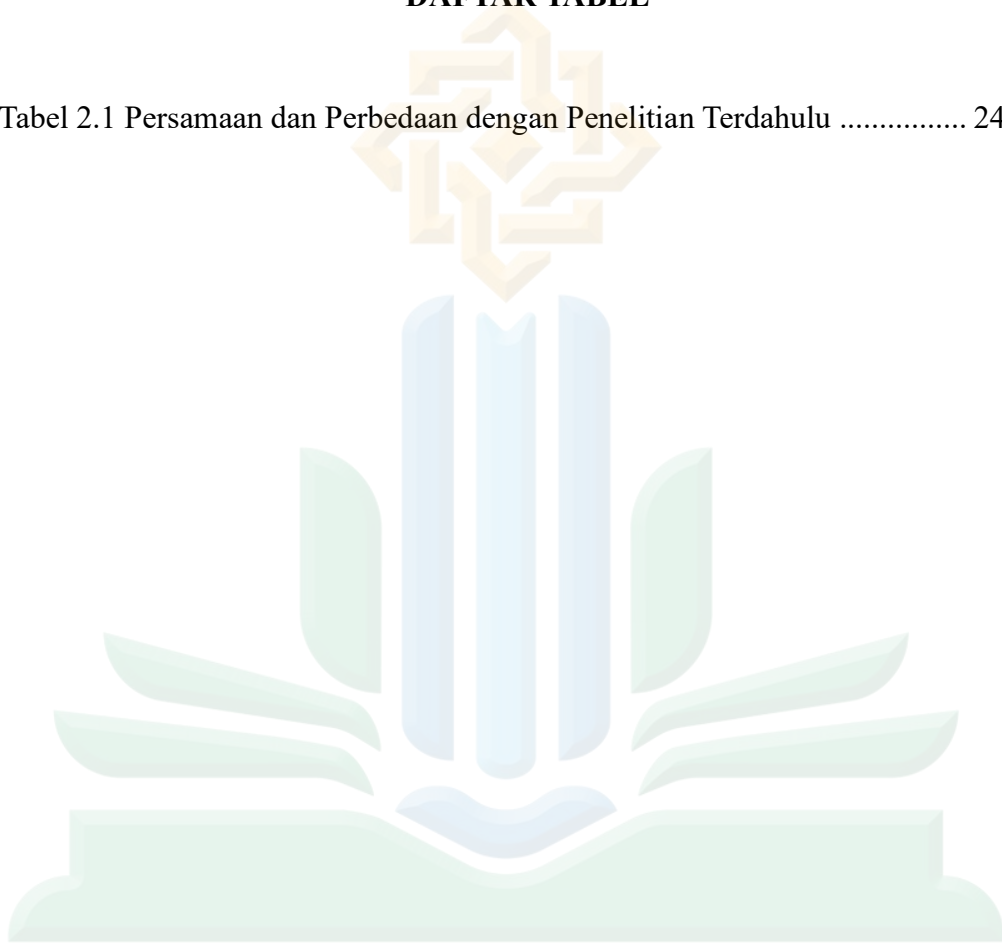 DAFTAR TABEL
Tabel 2.1 Persamaan dan Perbedaan dengan Penelitian Terdahulu ................ 24